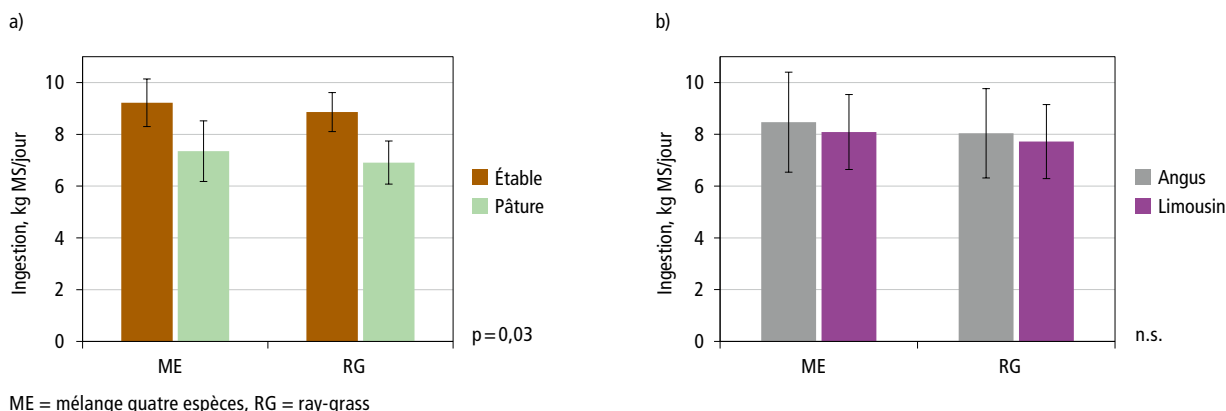 a)
Ingestion, kg MS/jour
10
8
6
4
2
0
ME
RG
Étable
Pâture
p=0,03
b)
Ingestion, kg MS/jour
10
8
6
4
2
0
ME
RG
Angus
Limousin
n.s.
ME = mélange quatre espèces, RG = ray-grass